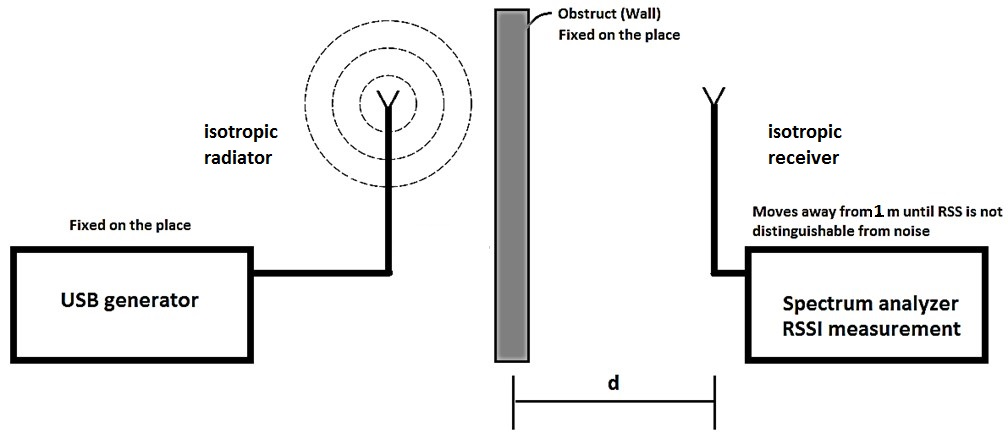 Obstruct (Wall)
Fixed on the place
isotropic
radiator
isotropic
receiver
Fixed on the place
Moves away from 1 m until RSS is not
distinguishable from noise
USB generator
Spectrum analyzer
RSSI measurement
d